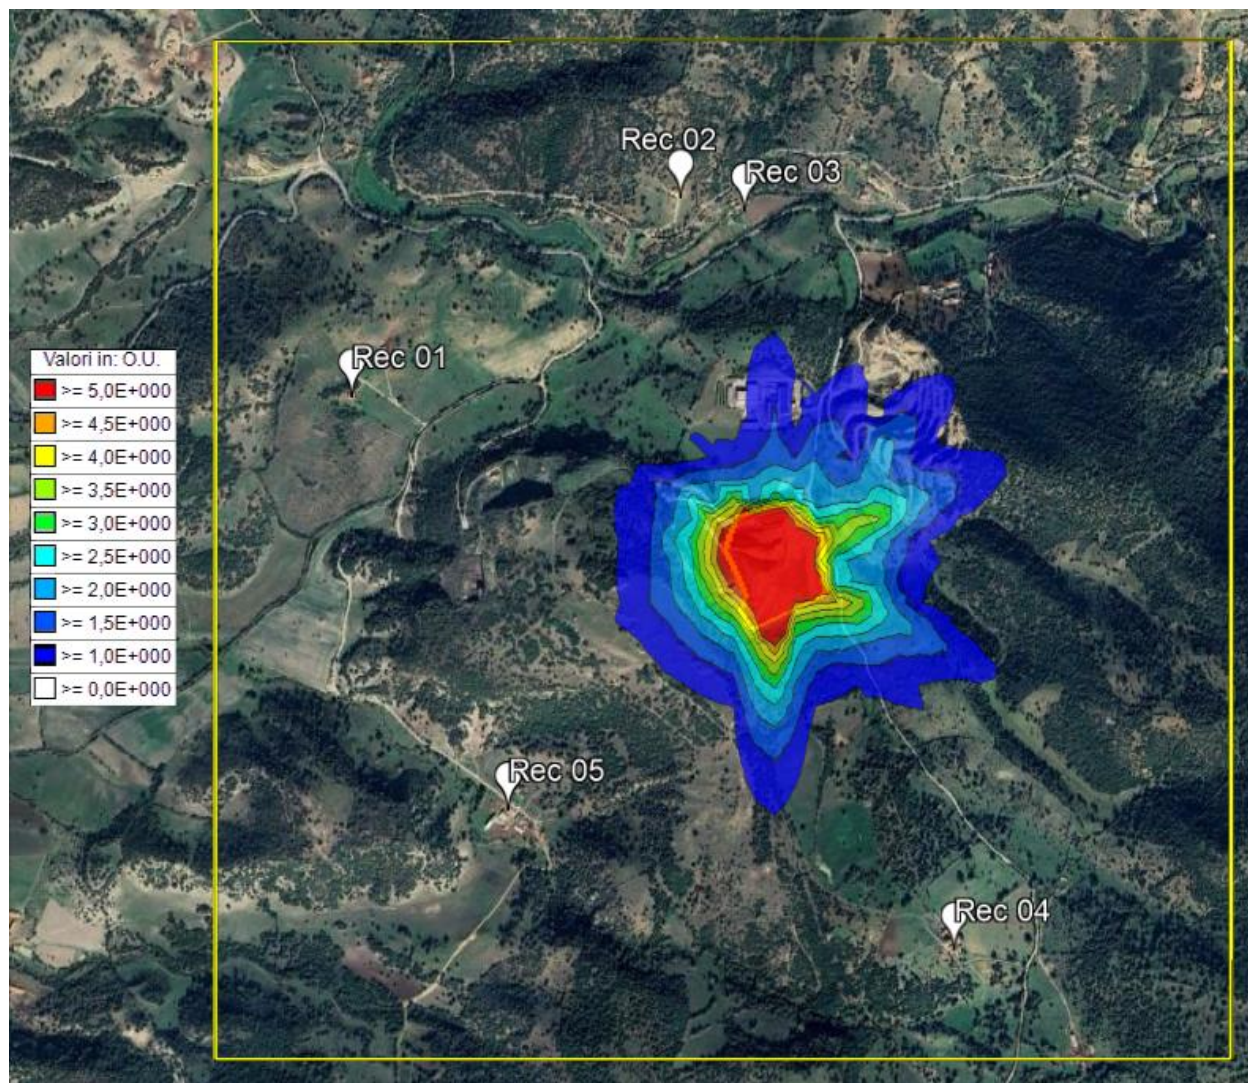 Rec 02
Rec 03
Rec 01
Valori in: O.U.
>= 5,0E+000
>= 4,5E+000
>= 4,0E+000
>= 3,5E+000
>= 3,0E+000
>= 2,5E+000
>= 2,0E+000
>= 1,5E+000
>= 1,0E+000
>= 0,0E+000
Rec 05
Rec 04